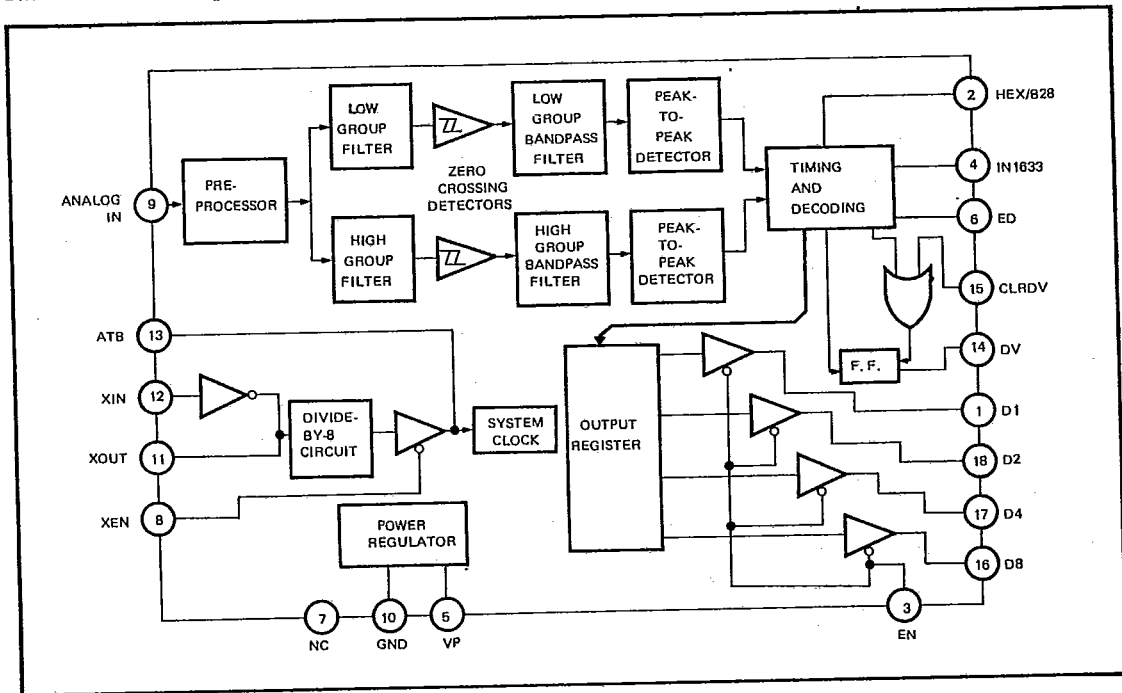 HEX/B28
2
LOW
GROUP
FILTER
LOW
GROUP
BANDPASS
FILTER
PEAK-
TO-
PEAK
DETECTOR
TIMING
AND
DECODING
4
IN1633
ZERO
CROSSING
DETECTORS
PRE-
PROCESSOR
ANALOG
IN
9
6
ED
HIGH
GROUP
FILTER
HIGH
GROUP
BANDPASS
FILTER
PEAK-
TO-
PEAK
DETECTOR
15
CLRDV
ATB
13
14
DV
F.F.
XIN
12
DIVIDE-
BY-8
CIRCUIT
SYSTEM
CLOCK
OUTPUT
REGISTER
1
D1
XOUT
11
18
D2
XEN
8
17
D4
POWER
REGULATOR
16
D8
7
NC
10
GND
5
VP
3
EN